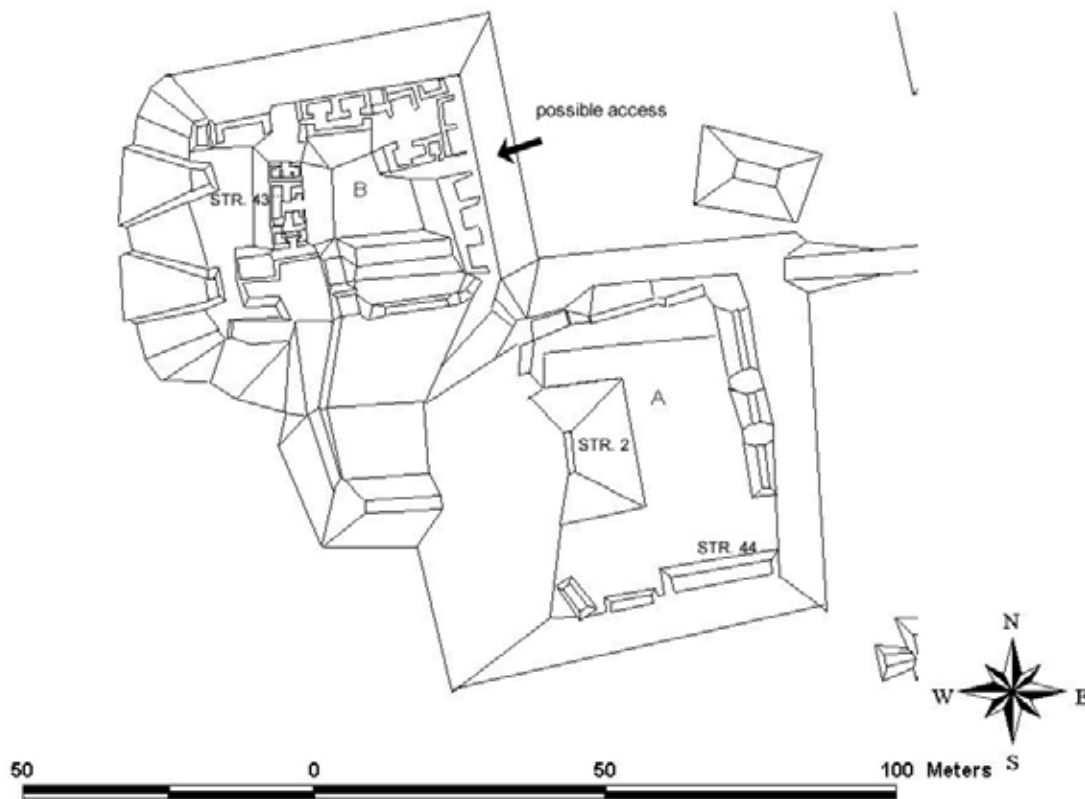 possible access
B
STR. 43
A
STR. 2
STR. 44
N
W E
S
50 0 50 100 Meters